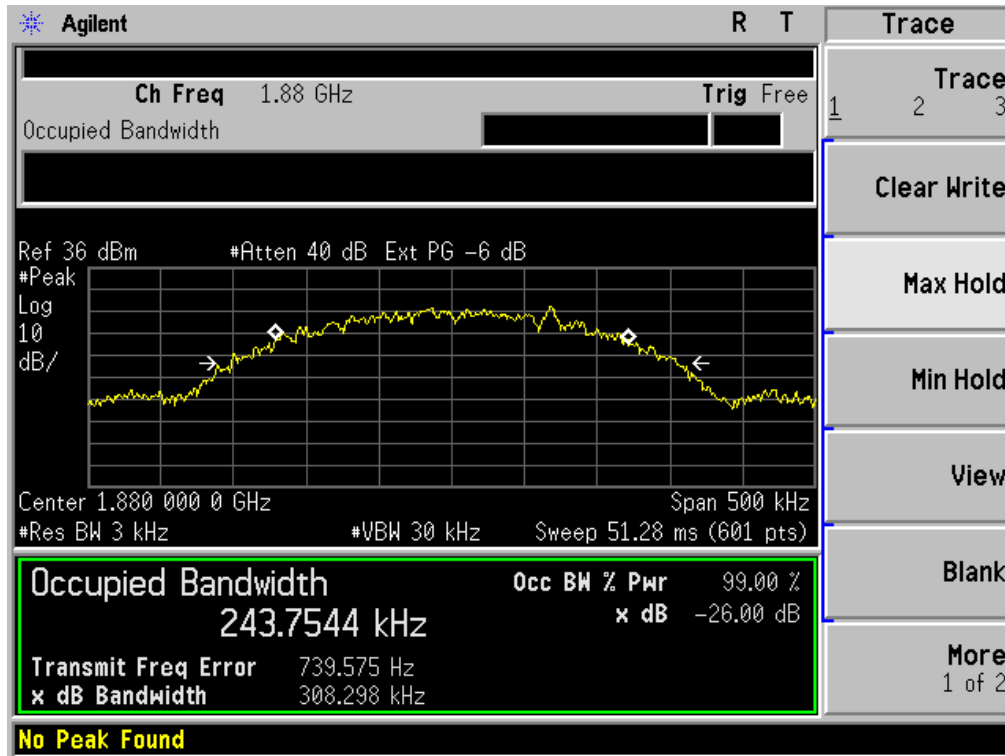 Agilent R T Trace
Ch Freq 1.88 GHz Trig Free
Occupied Bandwidth
Trace
1 2 3
Clear Write
Max Hold
Min Hold
View
Blank
More
1 of 2
Ref 36 dBm #Atten 40 dB Ext PG -6 dB
#Peak
Log
10
dB/
Center 1.880 000 0 GHz Span 500 kHz
#Res BW 3 kHz #VBW 30 kHz Sweep 51.28 ms (601 pts)
Occupied Bandwidth Occ BW % Pwr 99.00 %
243.7544 kHz x dB -26.00 dB
Transmit Freq Error 739.575 Hz
x dB Bandwidth 308.298 kHz
No Peak Found